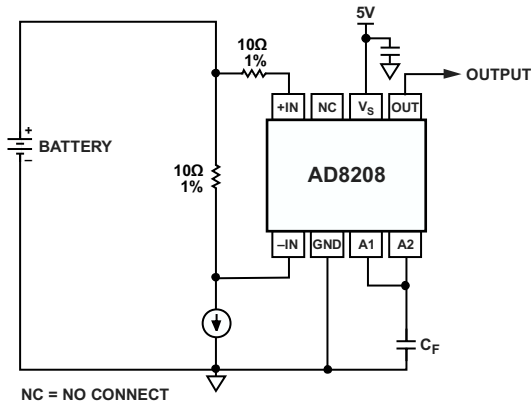 5V
10Ω
1%
OUTPUT
+IN
NC
VS
OUT
+
BATTERY
–
10Ω
1%
AD8208
–IN
GND
A1
A2
CF
NC = NO CONNECT